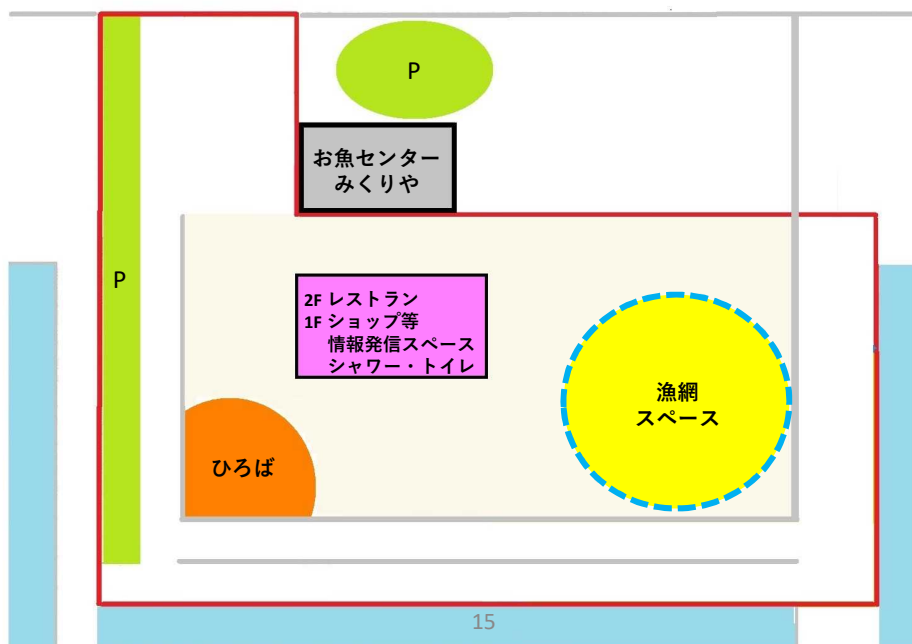 P
お魚センター
みくりや
P
2F レストラン
1F ショップ等
情報発信スペース
シャワー・トイレ
漁網
スペース
ひろば
15